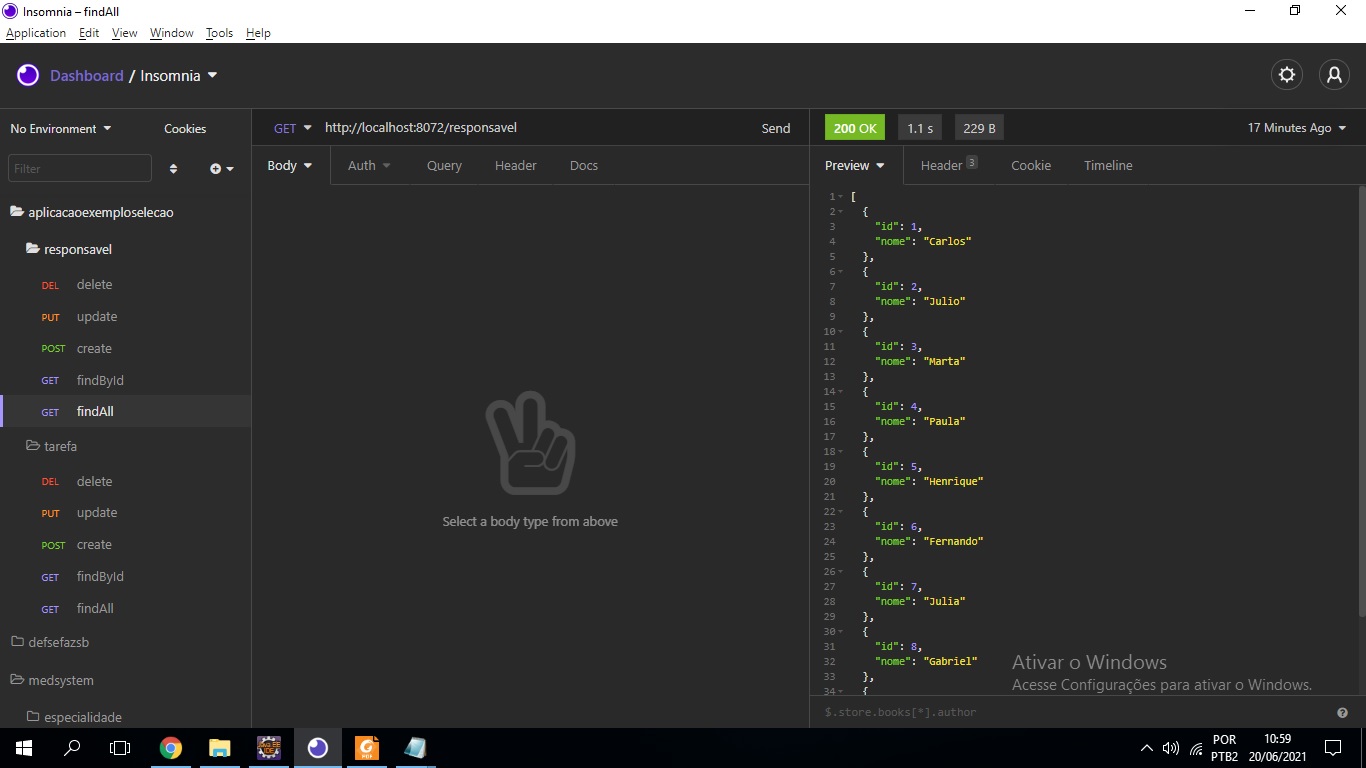 Insomnia – findAll
Application Edit View Window Tools Help
Dashboard / Insomnia
No Environment Cookies
Filter
aplicacaoexemploselecao
responsavel
DEL delete
PUT update
POST create
GET findById
GET findAll
tarefa
DEL delete
PUT update
POST create
GET findById
GET findAll
defsefazsb
medsystem
especialidade
GET http://localhost:8072/responsavel Send
Body Auth Query Header Docs
Select a body type from above
200 OK 1.1 s 229 B 17 Minutes Ago
Preview Header 3 Cookie Timeline
1 [
2 {
3 "id": 1,
4 "nome": "Carlos"
5 },
6 {
7 "id": 2,
8 "nome": "Julio"
9 },
10 {
11 "id": 3,
12 "nome": "Marta"
13 },
14 {
15 "id": 4,
16 "nome": "Paula"
17 },
18 {
19 "id": 5,
20 "nome": "Henrique"
21 },
22 {
23 "id": 6,
24 "nome": "Fernando"
25 },
26 {
27 "id": 7,
28 "nome": "Julia"
29 },
30 {
31 "id": 8,
32 "nome": "Gabriel"
33 },
34 {
Ativar o Windows
Acesse Configurações para ativar o Windows.
$.store.books[*].author
JAVA EE
IDE
PDF
POR
PTB2
10:59
20/06/2021